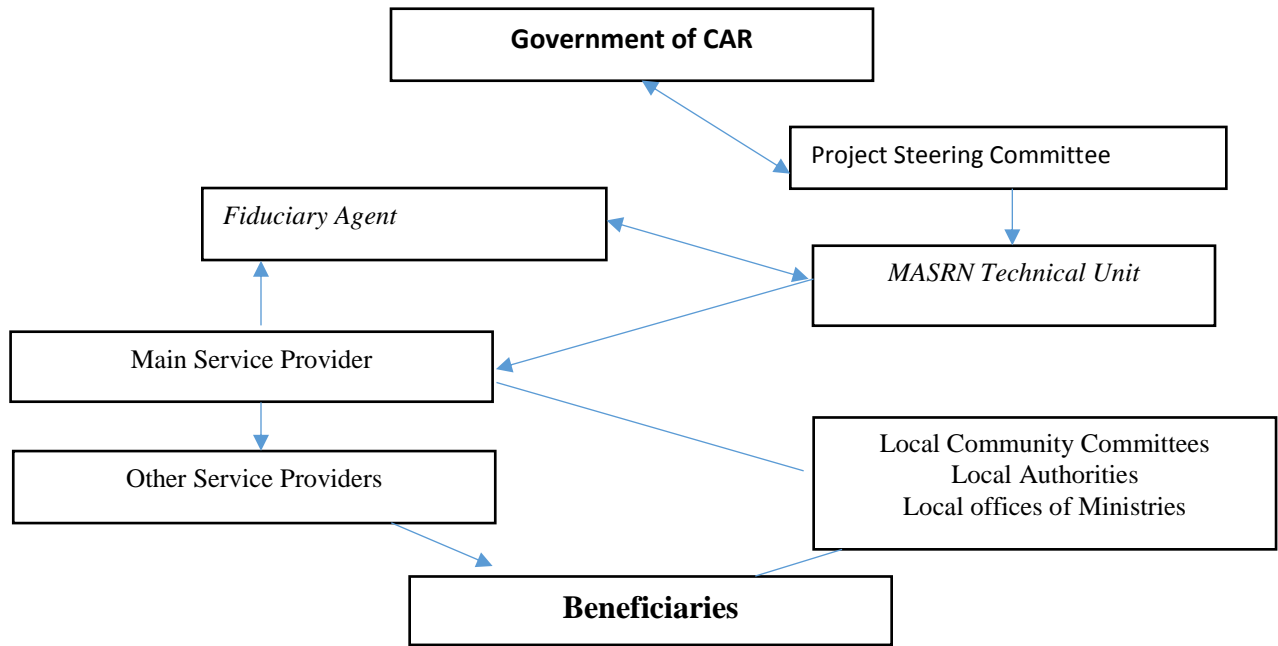 Government of CAR
Project Steering Committee
Fiduciary Agent
MASRN Technical Unit
Main Service Provider
Other Service Providers
Local Community Committees
Local Authorities
Local offices of Ministries
Beneficiaries